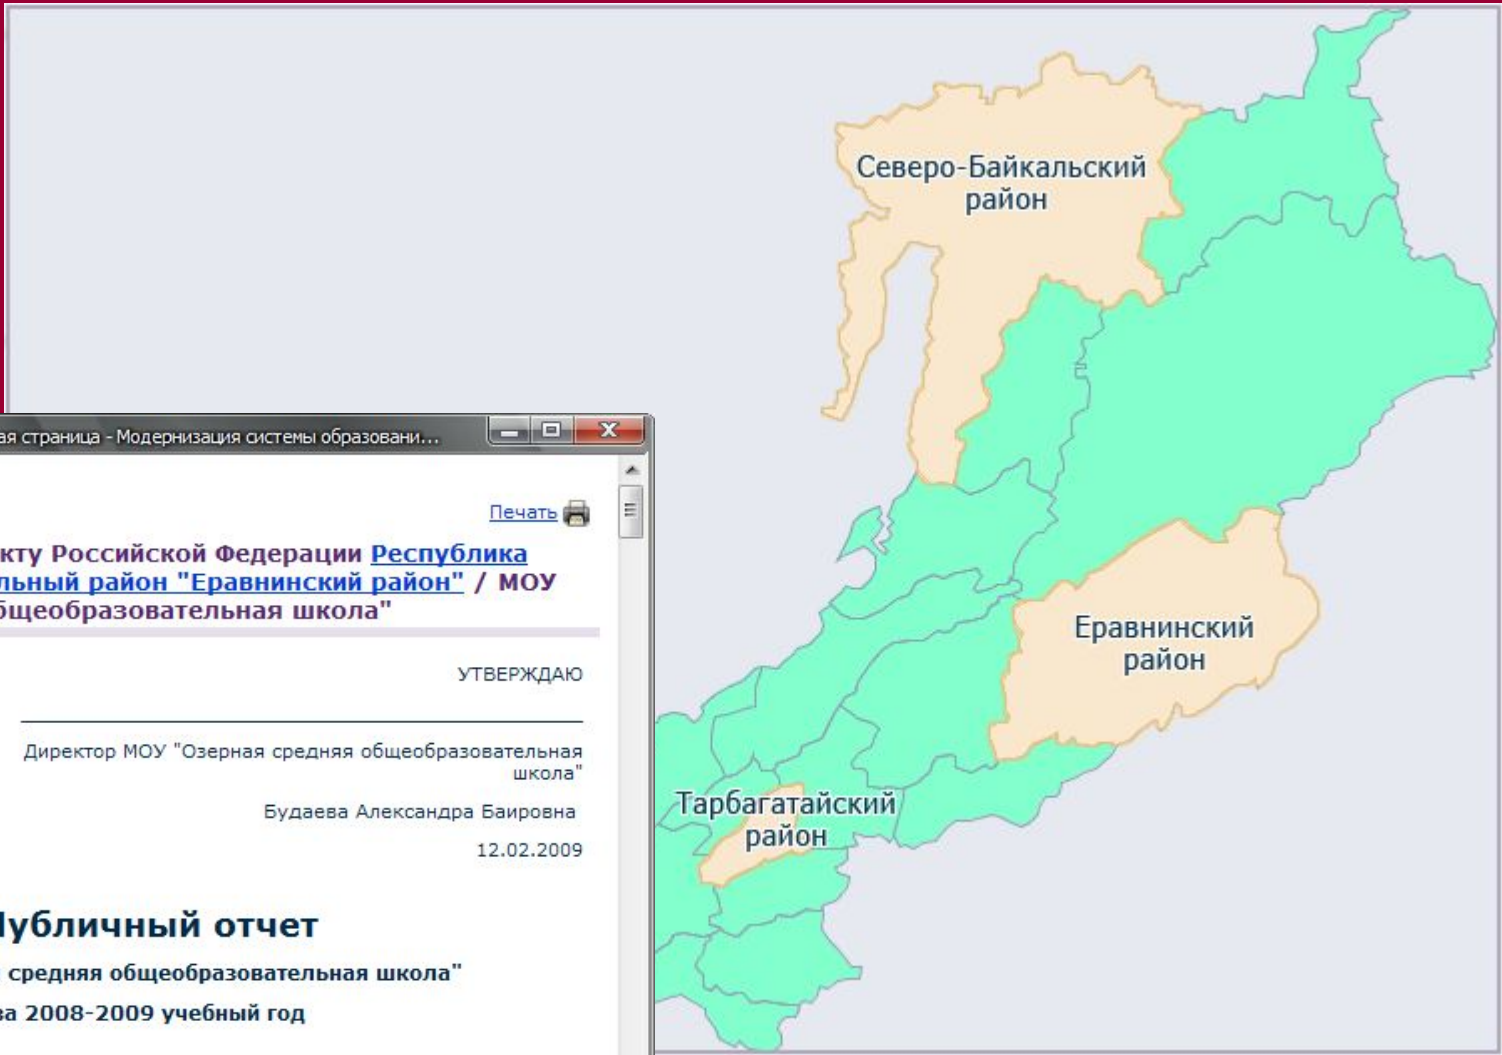 Северо-Байкальский
район
ая страница - Модернизация системы образовани...
Печать
кту Российской Федерации Республика
льный район "Еравнинский район" / МОУ
бщеобразовательная школа"
УТВЕРЖДАЮ
Директор МОУ "Озерная средняя общеобразовательная
школа"
Будаева Александра Баировна
12.02.2009
Публичный отчет
средняя общеобразовательная школа"
за 2008-2009 учебный год
Еравнинский
район
Тарбагатайский
район